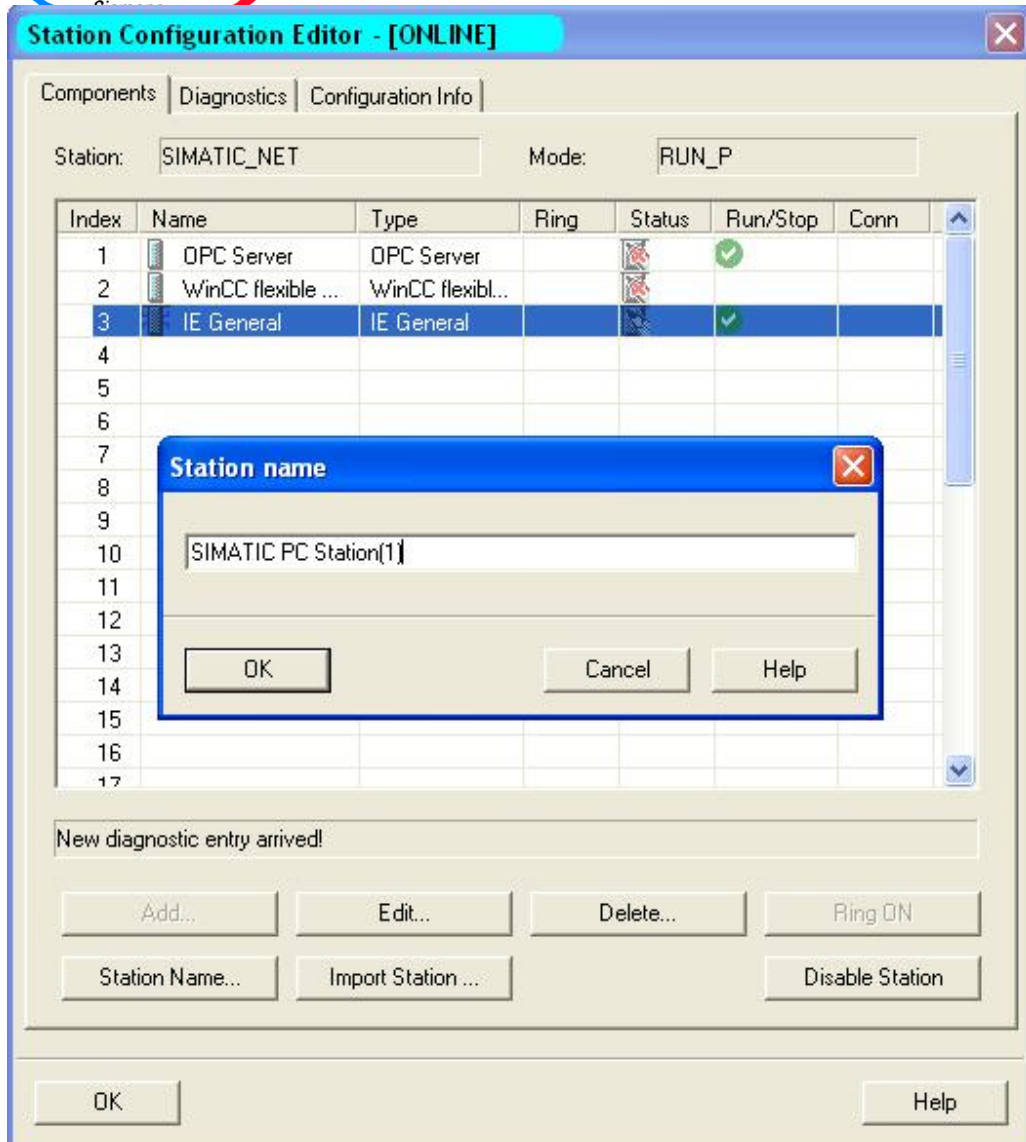 Siemens
Station Configuration Editor - [ONLINE]
Components Diagnostics Configuration Info
Station: SIMATIC_NET Mode: RUN_P
Index Name Type Ring Status Run/Stop Conn
1 OPC Server OPC Server
2 WinCC flexible ... WinCC flexibl...
3 IE General IE General
4
5
6
7
Station name
8
9
10 SIMATIC PC Station(1)
11
12
13
OK Cancel Help
14
15
16
17
New diagnostic entry arrived!
Add... Edit... Delete... Ring ON
Station Name... Import Station ... Disable Station
OK Help